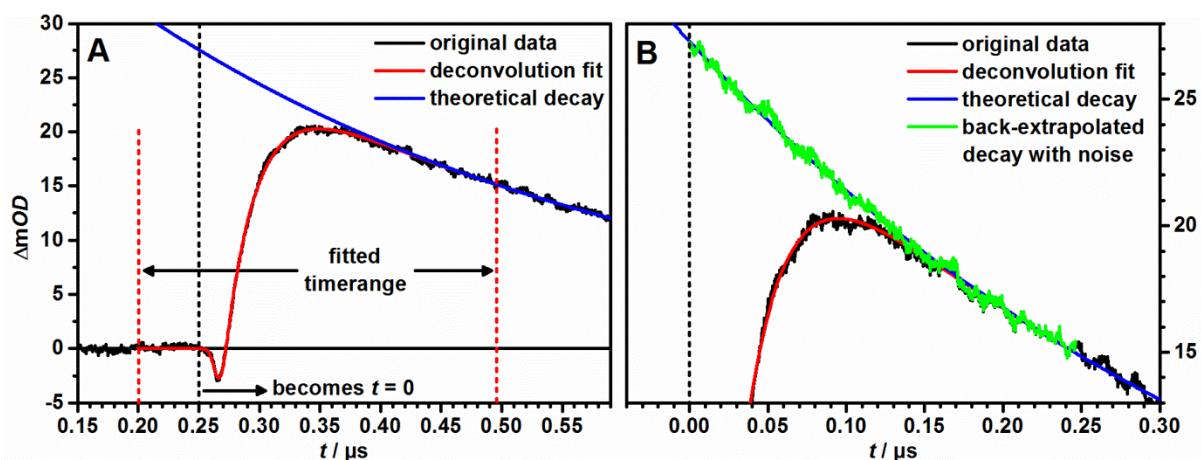 A
30
25
20
15
10
5
0
-5
ΔmOD
original data
deconvolution fit
theoretical decay
fitted
timerange
becomes t = 0
0.15 0.20 0.25 0.30 0.35 0.40 0.45 0.50 0.55
t / µs
B
original data
deconvolution fit
theoretical decay
back-extrapolated
decay with noise
25
20
15
0.00 0.05 0.10 0.15 0.20 0.25 0.30
t / µs